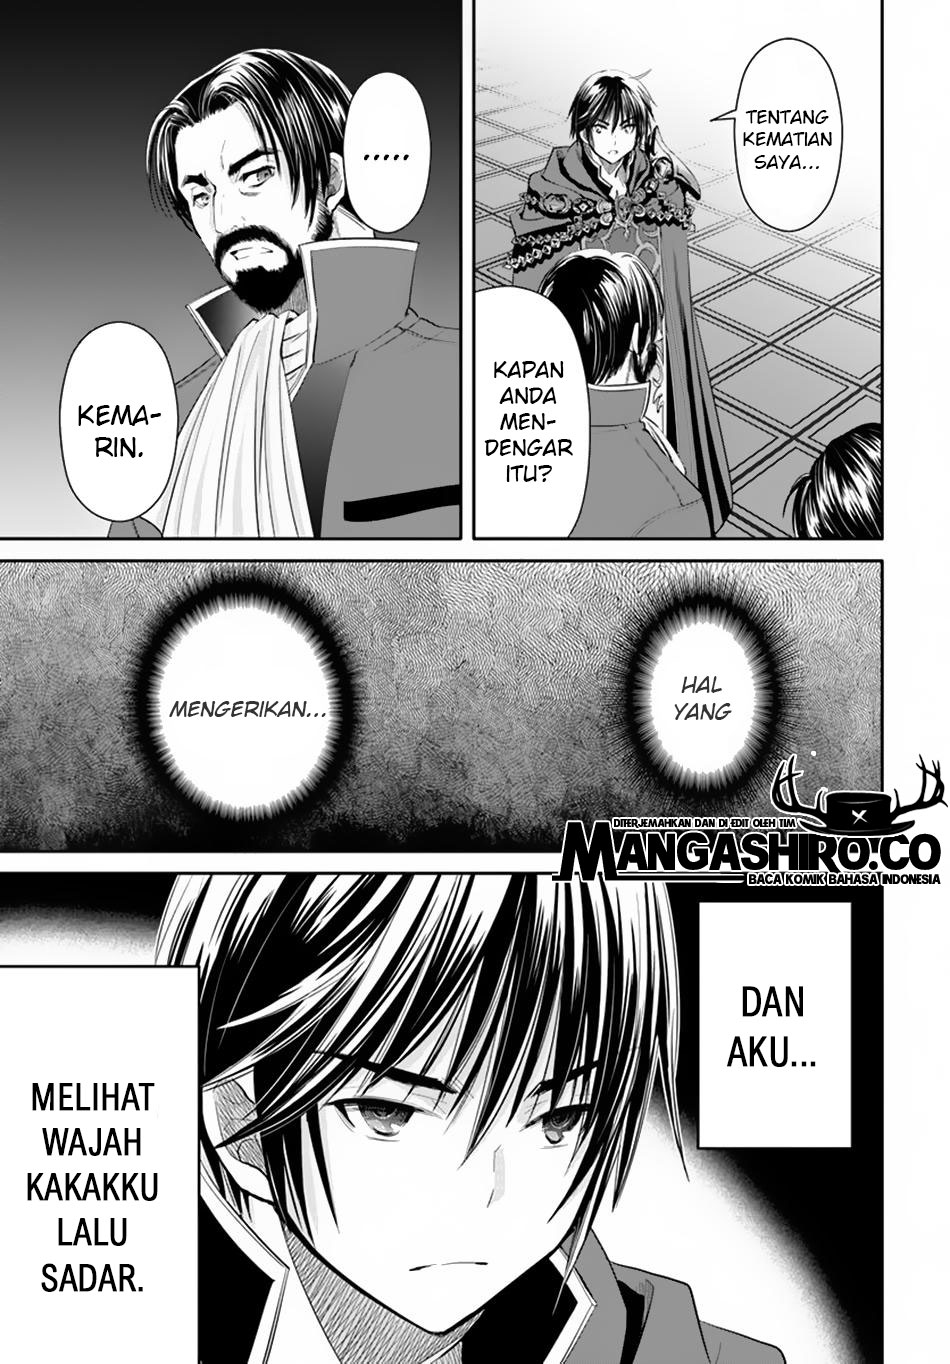 TENTANG
KEMATIAN
SAYA...
KAPAN
ANDA
MEN-
DENGAR
ITU?
.....
KEMA-
RIN.
HAL
YANG
MENGERIKAN...
DITERJEMAHKAN DAN DI EDIT OLEH TIM
MANGASHIRO.CO
BACA KOMIK BAHASA INDONESIA
DAN
AKU...
MELIHAT
WAJAH
KAKAKKU
LALU
SADAR.